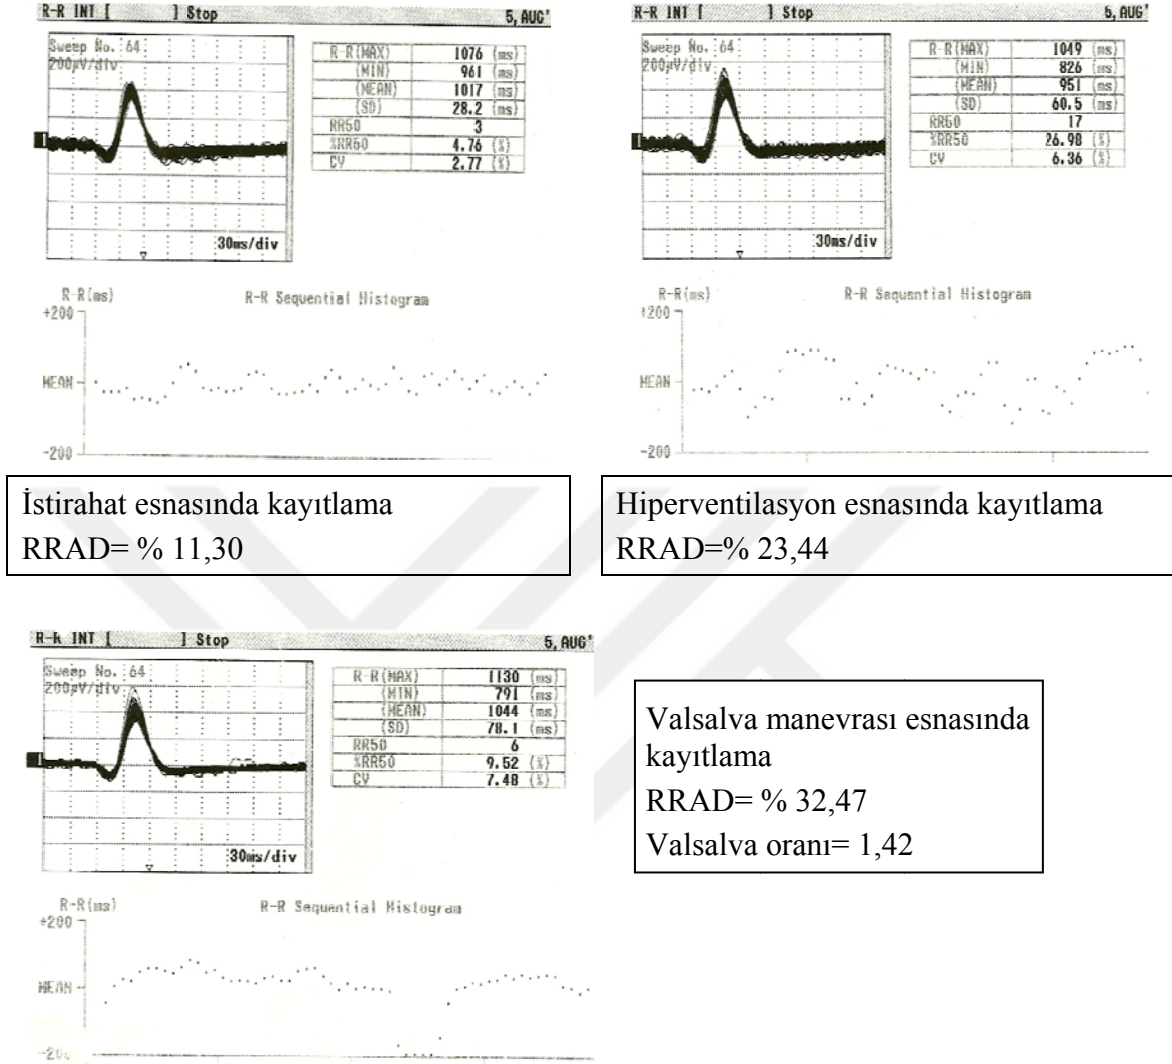 R-R INT [ ] Stop 5, AUG'
Sweep No. 64
200µV/div
30ms/div
R-R(MAX) 1076 (ms)
(MIN) 961 (ms)
(MEAN) 1017 (ms)
(SD) 28.2 (ms)
RR50 3
%RR50 4.76 (%)
CV 2.77 (%)
R-R(ms)
R-R Sequential Histogram
+200
MEAN
-200
İstirahat esnasında kayıtlama
RRAD= % 11,30
R-R INT [ ] Stop 5, AUG'
Sweep No. 64
200µV/div
30ms/div
R-R(MAX) 1049 (ms)
(MIN) 826 (ms)
(MEAN) 951 (ms)
(SD) 60.5 (ms)
RR50 17
%RR50 26.98 (%)
CV 6.36 (%)
R-R(ms)
R-R Sequential Histogram
+200
MEAN
-200
Hiperventilasyon esnasında kayıtlama
RRAD=% 23,44
R-R INT [ ] Stop 5, AUG'
Sweep No. 64
200µV/div
30ms/div
R-R(MAX) 1130 (ms)
(MIN) 791 (ms)
(MEAN) 1044 (ms)
(SD) 78.1 (ms)
RR50 6
%RR50 9.52 (%)
CV 7.48 (%)
R-R(ms)
R-R Sequential Histogram
+200
MEAN
-200
Valsalva manevrası esnasında
kayıtlama
RRAD= % 32,47
Valsalva oranı= 1,42